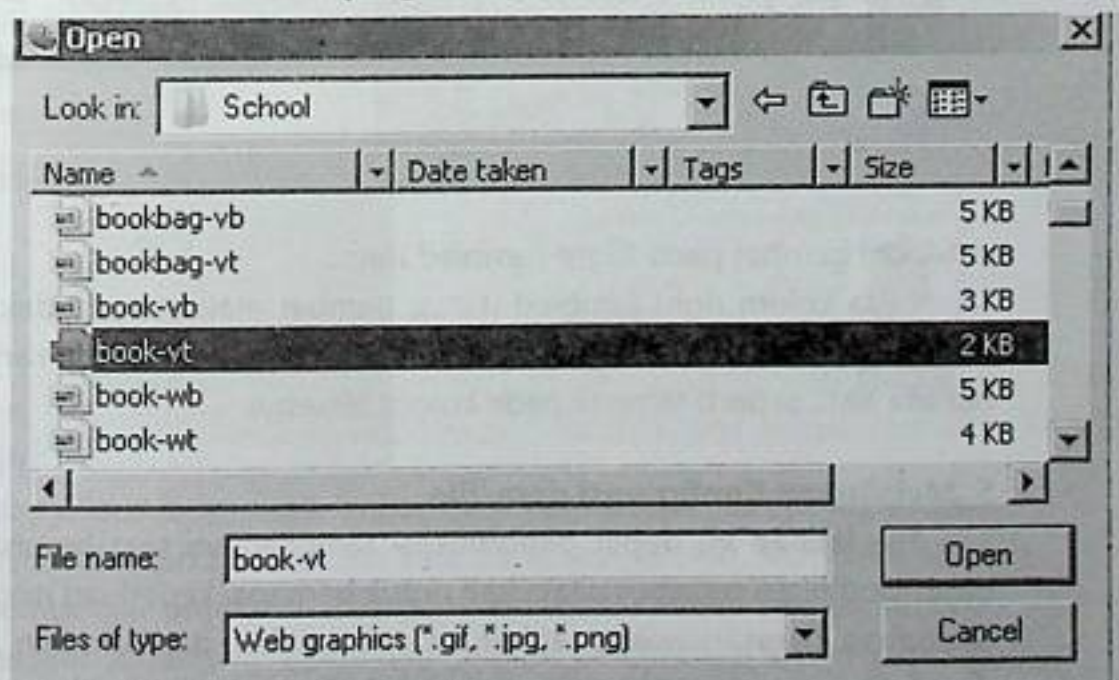 Open
Look in: School
Name Date taken Tags Size
bookbag-vb 5 KB
bookbag-vt 5 KB
book-vb 3 KB
book-vt 2 KB
book-wb 5 KB
book-wt 4 KB
File name: book-vt Open
Files of type: Web graphics (*.gif, *.jpg, *.png) Cancel